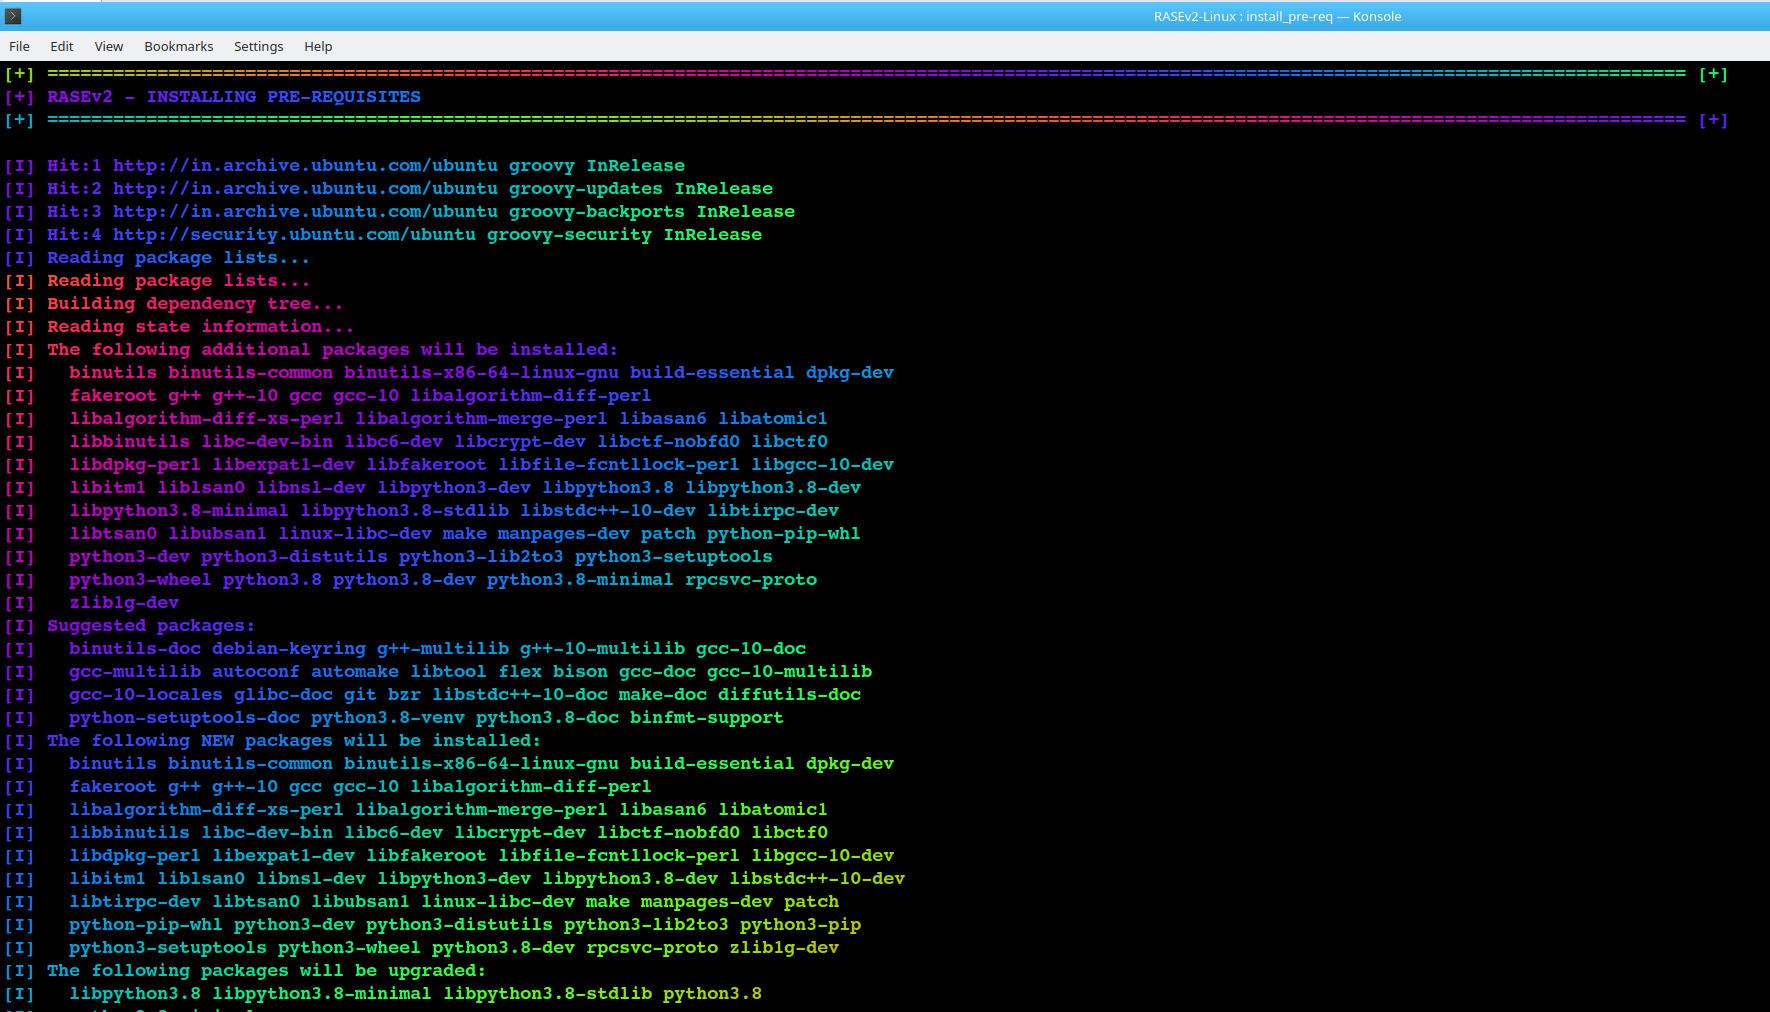 RASEv2-Linux : install_pre-req — Konsole
File Edit View Bookmarks Settings Help
[+] ===================================================================================================================================================== [+]
[+] RASEv2 - INSTALLING PRE-REQUISITES
[+] ===================================================================================================================================================== [+]
[I] Hit:1 http://in.archive.ubuntu.com/ubuntu groovy InRelease
[I] Hit:2 http://in.archive.ubuntu.com/ubuntu groovy-updates InRelease
[I] Hit:3 http://in.archive.ubuntu.com/ubuntu groovy-backports InRelease
[I] Hit:4 http://security.ubuntu.com/ubuntu groovy-security InRelease
[I] Reading package lists...
[I] Reading package lists...
[I] Building dependency tree...
[I] Reading state information...
[I] The following additional packages will be installed:
[I]   binutils binutils-common binutils-x86-64-linux-gnu build-essential dpkg-dev
[I]   fakeroot g++ g++-10 gcc gcc-10 libalgorithm-diff-perl
[I]   libalgorithm-diff-xs-perl libalgorithm-merge-perl libasan6 libatomic1
[I]   libbinutils libc-dev-bin libc6-dev libcrypt-dev libctf-nobfd0 libctf0
[I]   libdpkg-perl libexpat1-dev libfakeroot libfile-fcntllock-perl libgcc-10-dev
[I]   libitm1 liblsan0 libnsl-dev libpython3-dev libpython3.8 libpython3.8-dev
[I]   libpython3.8-minimal libpython3.8-stdlib libstdc++-10-dev libtirpc-dev
[I]   libtsan0 libubsan1 linux-libc-dev make manpages-dev patch python-pip-whl
[I]   python3-dev python3-distutils python3-lib2to3 python3-setuptools
[I]   python3-wheel python3.8 python3.8-dev python3.8-minimal rpcsvc-proto
[I]   zlib1g-dev
[I] Suggested packages:
[I]   binutils-doc debian-keyring g++-multilib g++-10-multilib gcc-10-doc
[I]   gcc-multilib autoconf automake libtool flex bison gcc-doc gcc-10-multilib
[I]   gcc-10-locales glibc-doc git bzr libstdc++-10-doc make-doc diffutils-doc
[I]   python-setuptools-doc python3.8-venv python3.8-doc binfmt-support
[I] The following NEW packages will be installed:
[I]   binutils binutils-common binutils-x86-64-linux-gnu build-essential dpkg-dev
[I]   fakeroot g++ g++-10 gcc gcc-10 libalgorithm-diff-perl
[I]   libalgorithm-diff-xs-perl libalgorithm-merge-perl libasan6 libatomic1
[I]   libbinutils libc-dev-bin libc6-dev libcrypt-dev libctf-nobfd0 libctf0
[I]   libdpkg-perl libexpat1-dev libfakeroot libfile-fcntllock-perl libgcc-10-dev
[I]   libitm1 liblsan0 libnsl-dev libpython3-dev libpython3.8-dev libstdc++-10-dev
[I]   libtirpc-dev libtsan0 libubsan1 linux-libc-dev make manpages-dev patch
[I]   python-pip-whl python3-dev python3-distutils python3-lib2to3 python3-pip
[I]   python3-setuptools python3-wheel python3.8-dev rpcsvc-proto zlib1g-dev
[I] The following packages will be upgraded:
[I]   libpython3.8 libpython3.8-minimal libpython3.8-stdlib python3.8